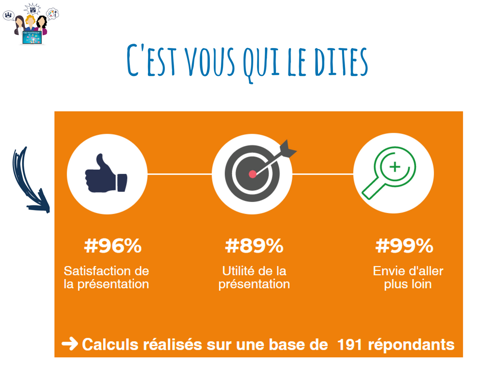 C'est vous qui le dites
#96%
Satisfaction de
la présentation
#89%
Utilité de la
présentation
#99%
Envie d'aller
plus loin
➔ Calculs réalisés sur une base de 191 répondants